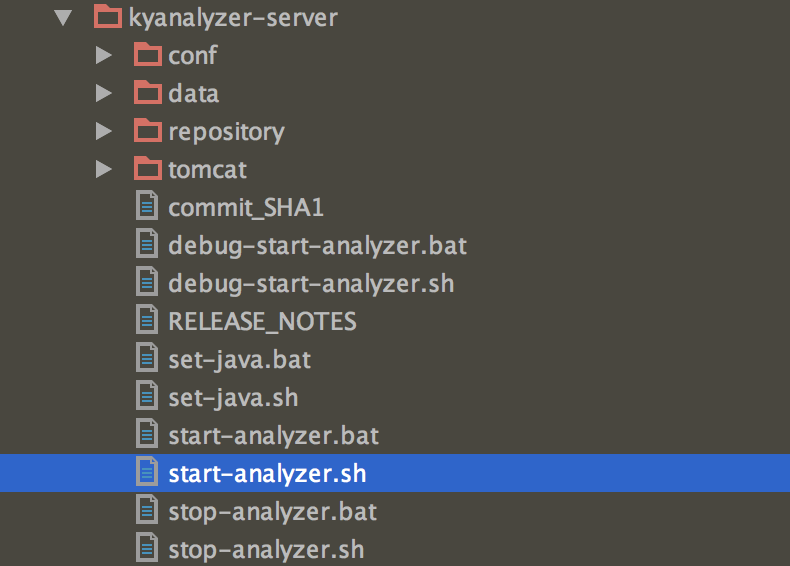 kyanalyzer-server
conf
data
repository
tomcat
commit_SHA1
debug-start-analyzer.bat
debug-start-analyzer.sh
RELEASE_NOTES
set-java.bat
set-java.sh
start-analyzer.bat
start-analyzer.sh
stop-analyzer.bat
stop-analyzer.sh